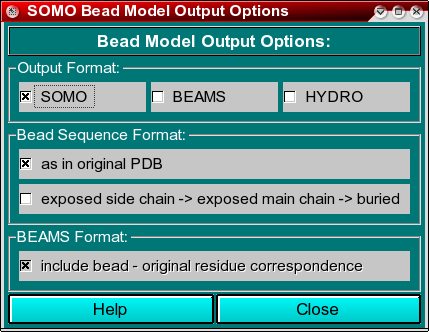 SOMO Bead Model Output Options
Bead Model Output Options:
Output Format:
SOMO BEAMS HYDRO
Bead Sequence Format:
as in original PDB
exposed side chain -> exposed main chain -> buried
BEAMS Format:
include bead - original residue correspondence
Help Close